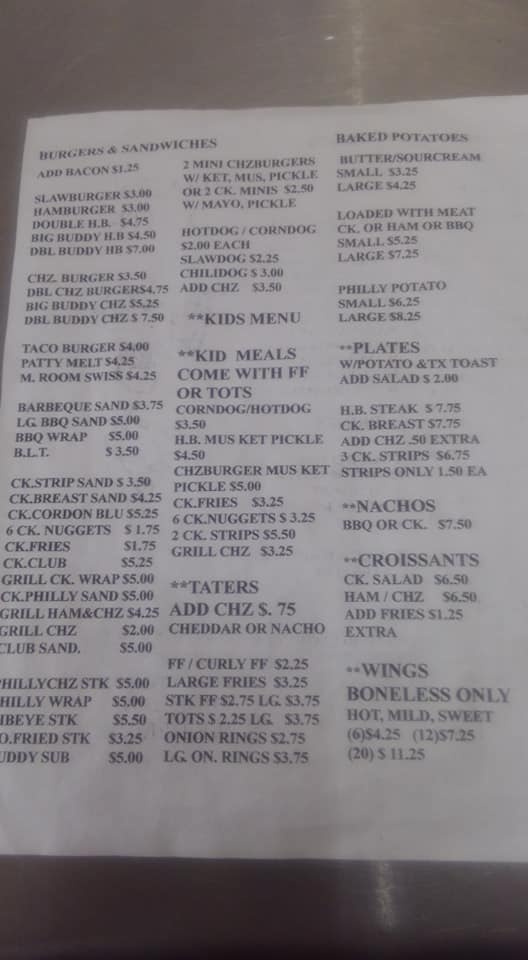 BURGERS & SANDWICHES
ADD BACON $1.25
SLAWBURGER $3.00
HAMBURGER $3.00
DOUBLE H.B. $4.75
BIG BUDDY H.B $4.50
DBL BUDDY HB $7.00
CHZ. BURGER $3.50
DBL CHZ BURGER$4.75
BIG BUDDY CHZ $5.25
DBL BUDDY CHZ $ 7.50
TACO BURGER $4,00
PATTY MELT $4.25
M. ROOM SWISS $4.25
BARBEQUE SAND $3.75
LG. BBQ SAND $5.00
BBQ WRAP $5.00
B.L.T. $ 3.50
CK.STRIP SAND $ 3.50
CK.BREAST SAND $4.25
CK.CORDON BLU $5.25
6 CK. NUGGETS $ 1.75
CK.FRIES $1.75
CK.CLUB $5,25
GRILL CK. WRAP $5.00
CK.PHILLY SAND $5.00
GRILL HAM&CHZ $4.25
GRILL CHZ $2.00
CLUB SAND. $5.00
PHILLYCHZ STK $5.00
HILLY WRAP $5.00
IBEYE STK $5.50
O.FRIED STK $3.25
UDDY SUB $5.00
2 MINI CHZBURGERS
W/ KET, MUS, PICKLE
OR 2 CK. MINIS $2.50
W/ MAYO, PICKLE
HOTDOG / CORNDOG
$2.00 EACH
SLAWDOG $2.25
CHILIDOG $ 3.00
ADD CHZ $3.50
**KIDS MENU
**KID MEALS
COME WITH FF
OR TOTS
CORNDOG/HOTDOG
$3.50
H.B. MUS KET PICKLE
$4.50
CHZBURGER MUS KET
PICKLE $5.00
CK.FRIES $3.25
6 CK.NUGGETS $ 3.25
2 CK. STRIPS $5.50
GRILL CHZ $3.25
**TATERS
ADD CHZ $. 75
CHEDDAR OR NACHO
FF / CURLY FF $2.25
LARGE FRIES $3.25
STK FF $2.75 LG. $3.75
TOTS $ 2.25 LG. $3.75
ONION RINGS $2.75
LG. ON. RINGS $3.75
BAKED POTATOES
BUTTER/SOURCREAM
SMALL $3.25
LARGE $4.25
LOADED WITH MEAT
CK. OR HAM OR BBQ
SMALL $5.25
LARGE $7.25
PHILLY POTATO
SMALL $6.25
LARGE $8.25
**PLATES
W/POTATO &TX TOAST
ADD SALAD $ 2.00
H.B. STEAK $ 7.75
CK. BREAST $7.75
ADD CHZ .50 EXTRA
3 CK. STRIPS $6.75
STRIPS ONLY 1.50 EA
**NACHOS
BBQ OR CK. $7.50
**CROISSANTS
CK. SALAD $6.50
HAM / CHZ $6.50
ADD FRIES $1.25
EXTRA
**WINGS
BONELESS ONLY
HOT, MILD, SWEET
(6)$4.25 (12)$7.25
(20) $ 11.25